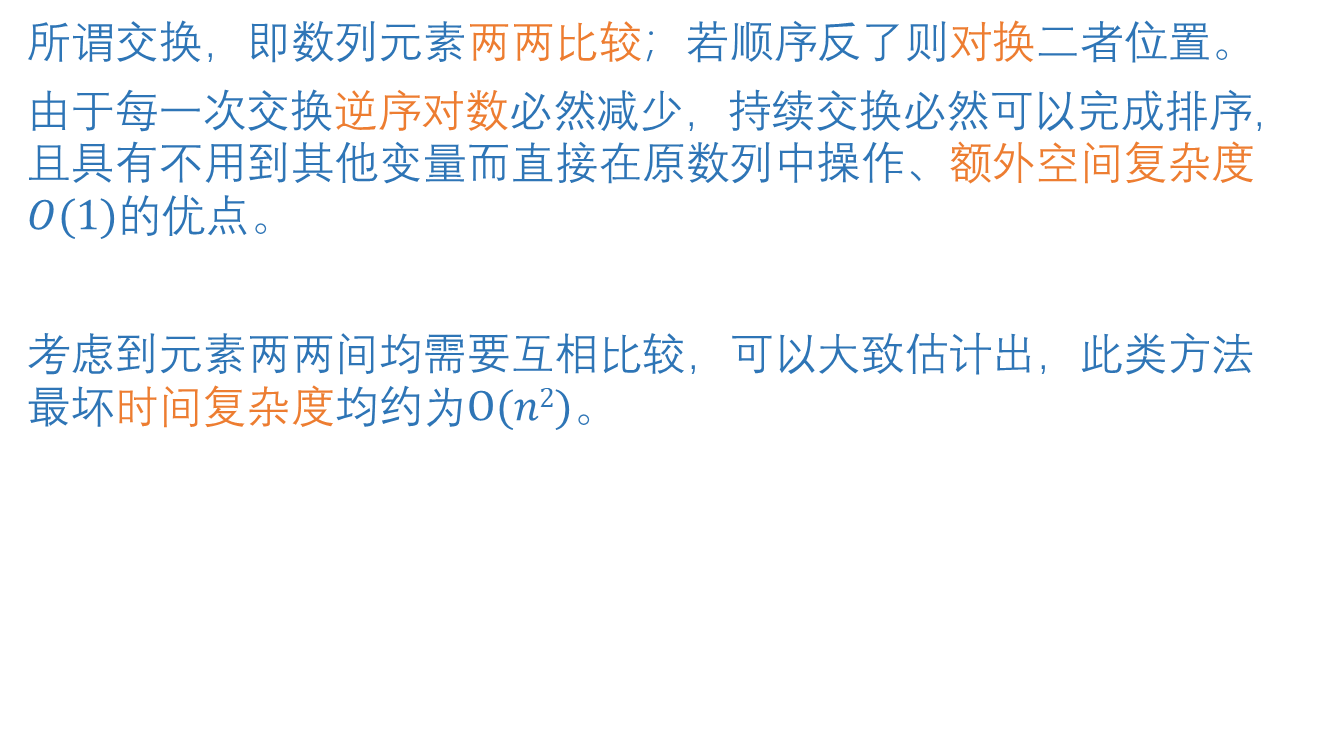 所谓交换，即数列元素两两比较；若顺序反了则对换二者位置。
由于每一次交换逆序对数必然减少，持续交换必然可以完成排序，
且具有不用到其他变量而直接在原数列中操作、额外空间复杂度
𝑂(1)的优点。
考虑到元素两两间均需要互相比较，可以大致估计出，此类方法
最坏时间复杂度均约为O(𝑛²)。